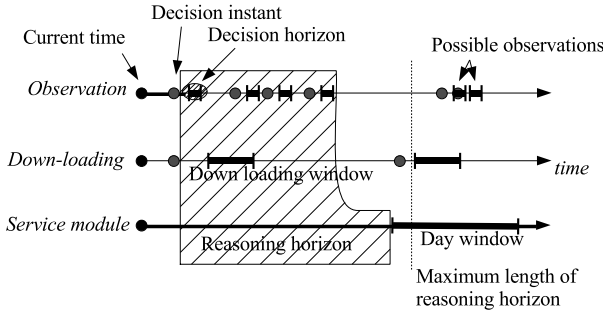 Decision instant
Current time
Decision horizon
Possible observations
Observation
Down-loading
Down loading window
time
Service module
Reasoning horizon
Day window
Maximum length of
reasoning horizon